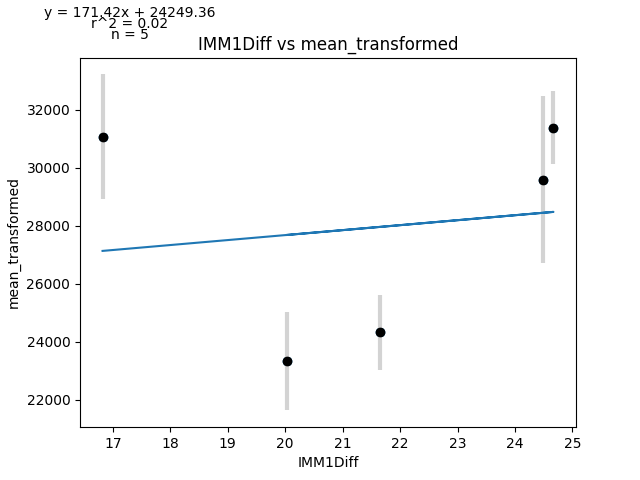 y = 171.42x + 24249.36
r^2 = 0.02
n = 5
IMM1Diff vs mean_transformed
mean_transformed
32000
30000
28000
26000
24000
22000
17 18 19 20 21 22 23 24 25
IMM1Diff